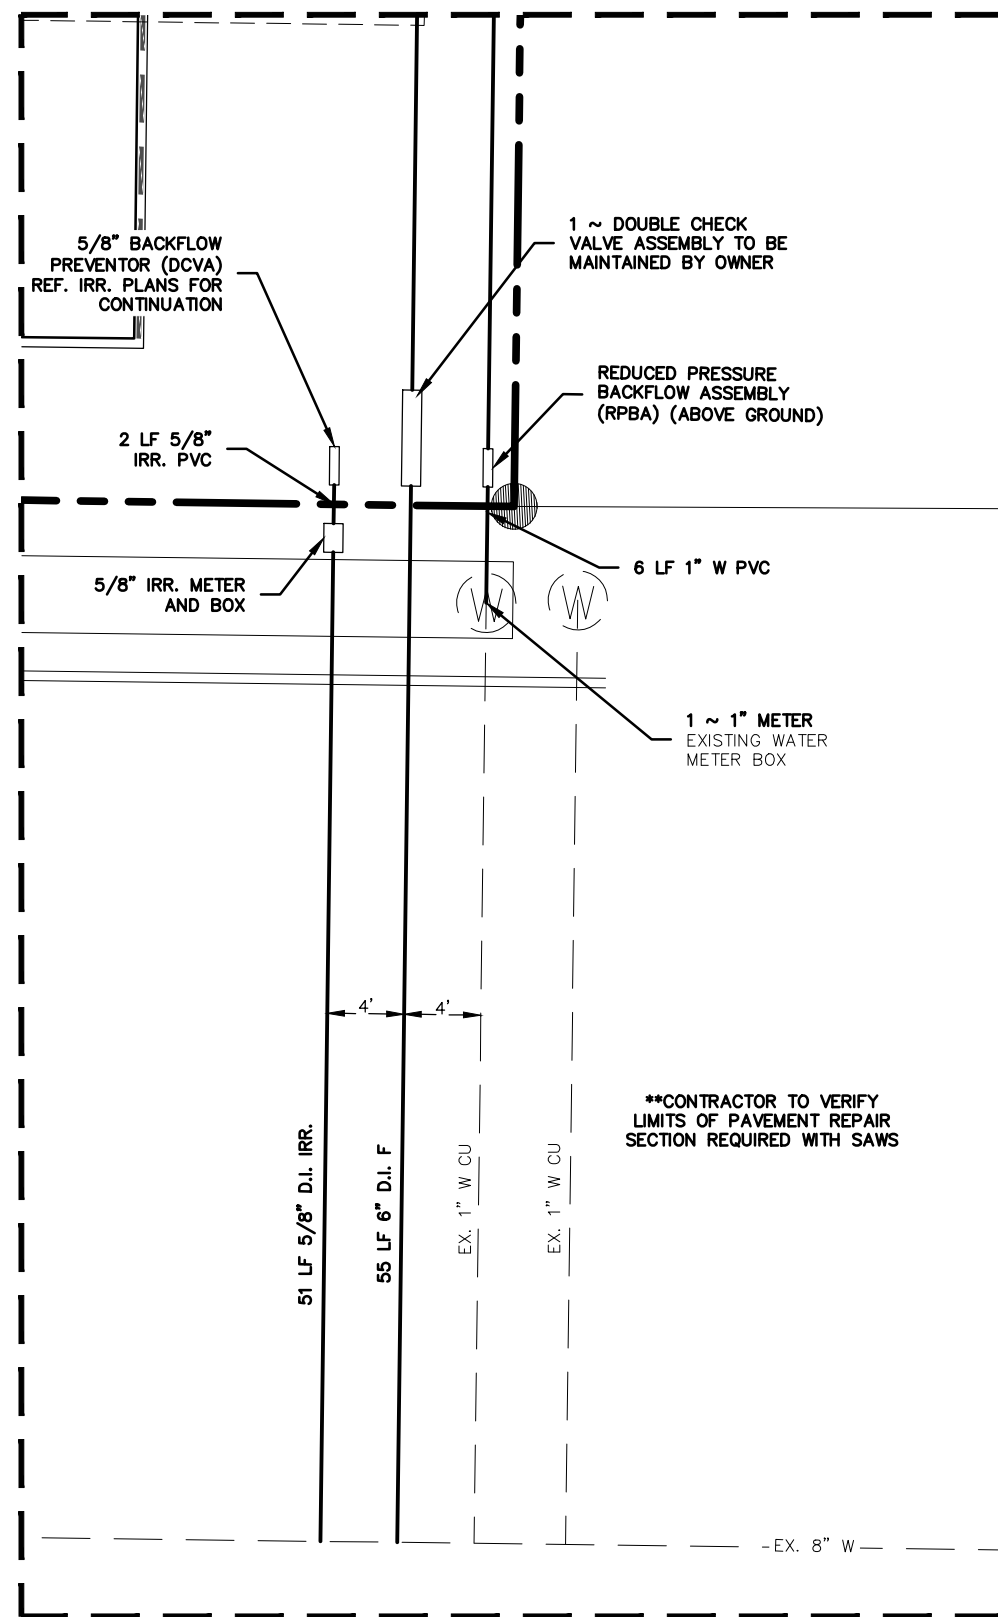 5/8" BACKFLOW
PREVENTOR (DCVA)
REF. IRR. PLANS FOR
CONTINUATION
1 ~ DOUBLE CHECK
VALVE ASSEMBLY TO BE
MAINTAINED BY OWNER
REDUCED PRESSURE
BACKFLOW ASSEMBLY
(RPBA) (ABOVE GROUND)
2 LF 5/8"
IRR. PVC
6 LF 1" W PVC
5/8" IRR. METER
AND BOX
W
W
1 ~ 1" METER
EXISTING WATER
METER BOX
4'
4'
**CONTRACTOR TO VERIFY
LIMITS OF PAVEMENT REPAIR
SECTION REQUIRED WITH SAWS
51 LF 5/8" D.I. IRR.
55 LF 6" D.I. F
EX. 1" W CU
EX. 1" W CU
EX. 8" W